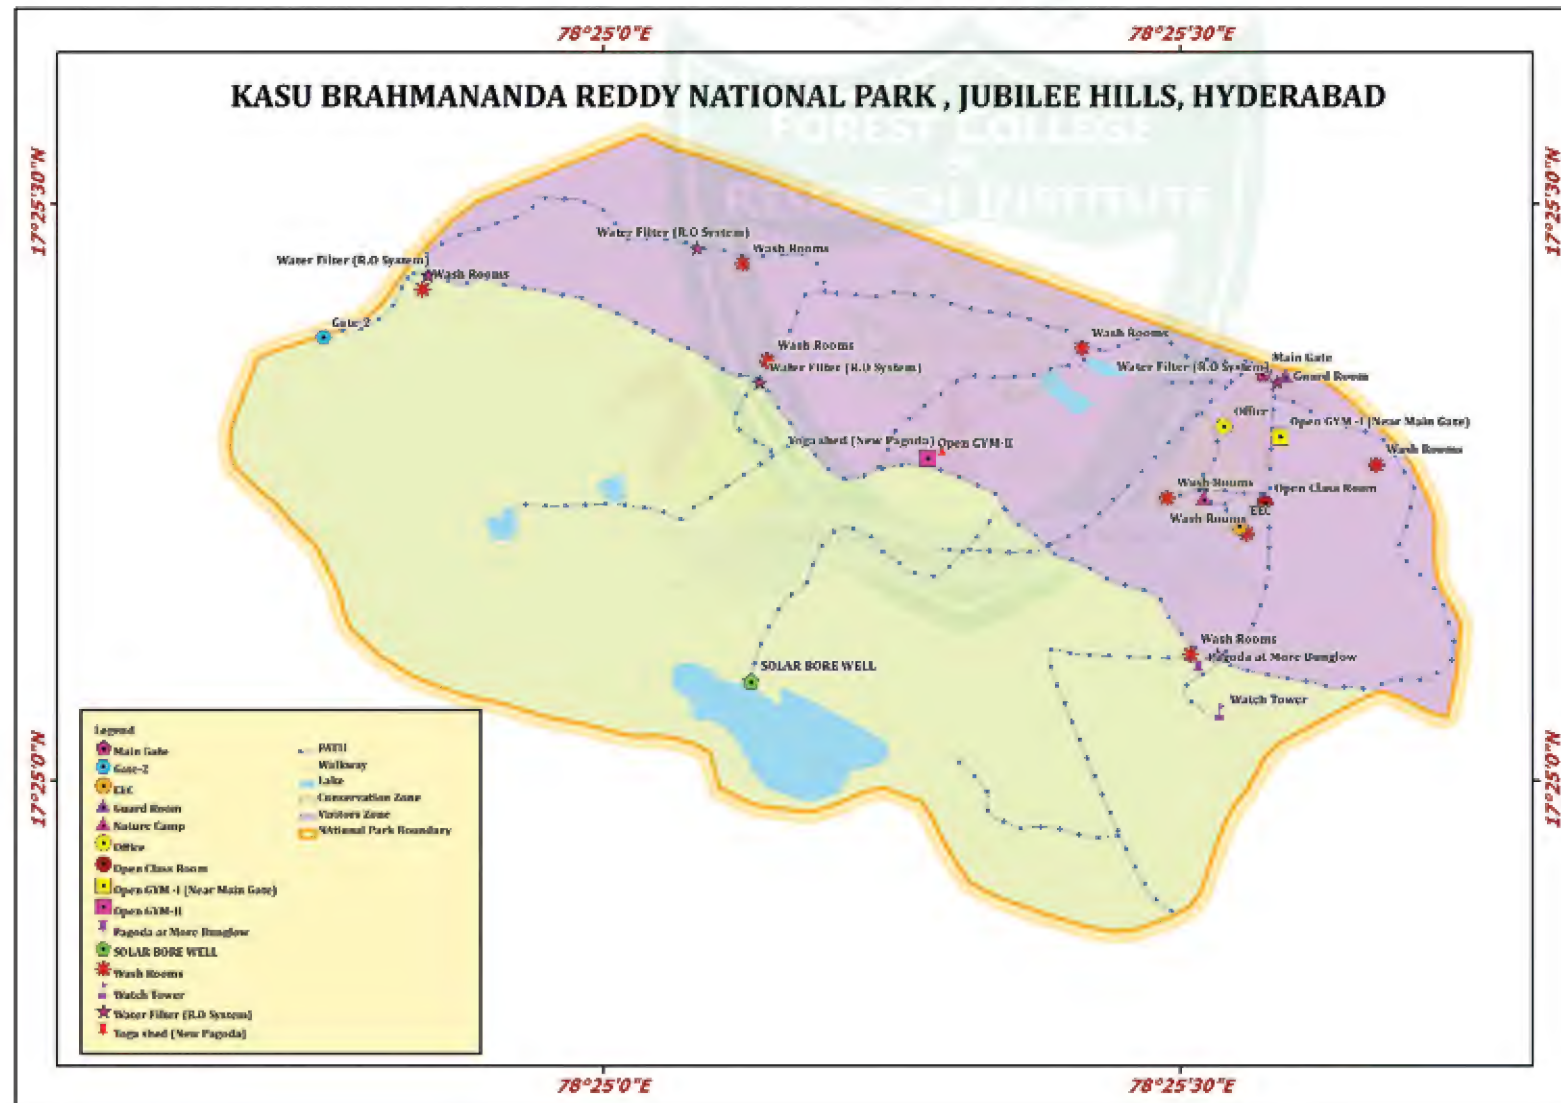 78°25'0"E
78°25'30"E
KASU BRAHMANANDA REDDY NATIONAL PARK , JUBILEE HILLS, HYDERABAD
FOREST COLLEGE
RESEARCH INSTITUTE
17°25'30"N
17°25'30"N
Water Filter (R.O System)
Wash Rooms
Water Filter (R.O System)
Wash Rooms
Gate-2
Wash Rooms
Wash Rooms
Water Filter (R.O System)
Main Gate
Water Filter (R.O System)
Guard Room
Office
Open GYM -I (Near Main Gate)
Yoga shed (New Pagoda)
Open GYM-II
Wash Rooms
Wash Rooms
Open Class Room
EEC
Wash Rooms
Wash Rooms
Pagoda at More Bunglow
SOLAR BORE WELL
Watch Tower
17°25'0"N
17°25'0"N
Legend
Main Gate
Gate-2
EEC
Guard Room
Nature Camp
Office
Open Class Room
Open GYM -I (Near Main Gate)
Open GYM-II
Pagoda at More Bunglow
SOLAR BORE WELL
Wash Rooms
Watch Tower
Water Filter (R.O System)
Yoga shed (New Pagoda)
PATH
Walkway
Lake
Conservation Zone
Visitors Zone
NAtional Park Boundary
78°25'0"E
78°25'30"E